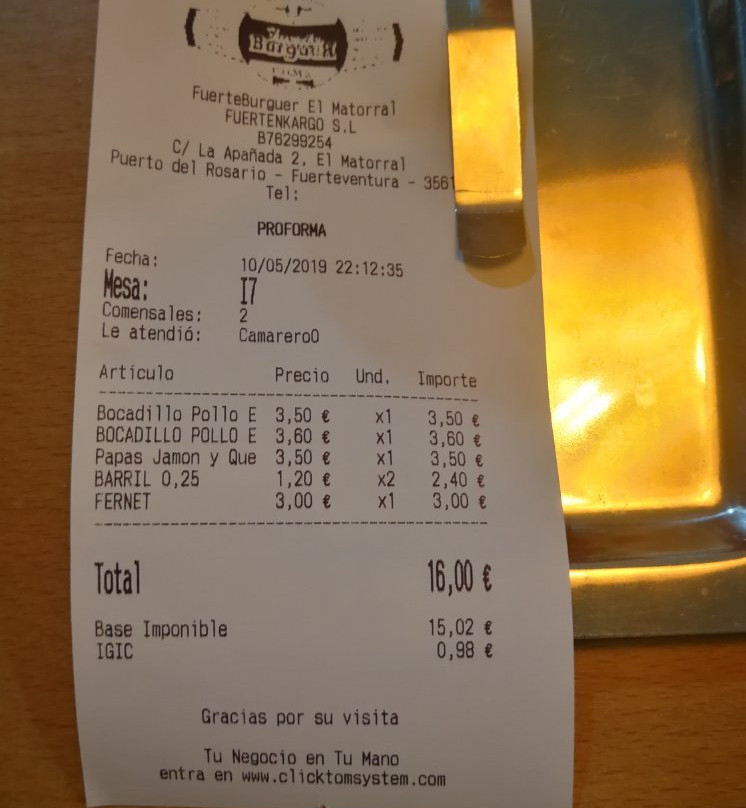 Burguer
FuerteBurguer El Matorral
FUERTENKARGO S.L
B76299254
C/ La Apañada 2, El Matorral
Puerto del Rosario - Fuerteventura - 3561
Tel:
PROFORMA
Fecha: 10/05/2019 22:12:35
Mesa: I7
Comensales: 2
Le atendió: Camarero0
Artículo Precio Und. Importe
Bocadillo Pollo E 3,50 € x1 3,50 €
BOCADILLO POLLO E 3,60 € x1 3,60 €
Papas Jamon y Que 3,50 € x1 3,50 €
BARRIL 0,25 1,20 € x2 2,40 €
FERNET 3,00 € x1 3,00 €
Total 16,00 €
Base Imponible 15,02 €
IGIC 0,98 €
Gracias por su visita
Tu Negocio en Tu Mano
entra en www.clicktomsystem.com